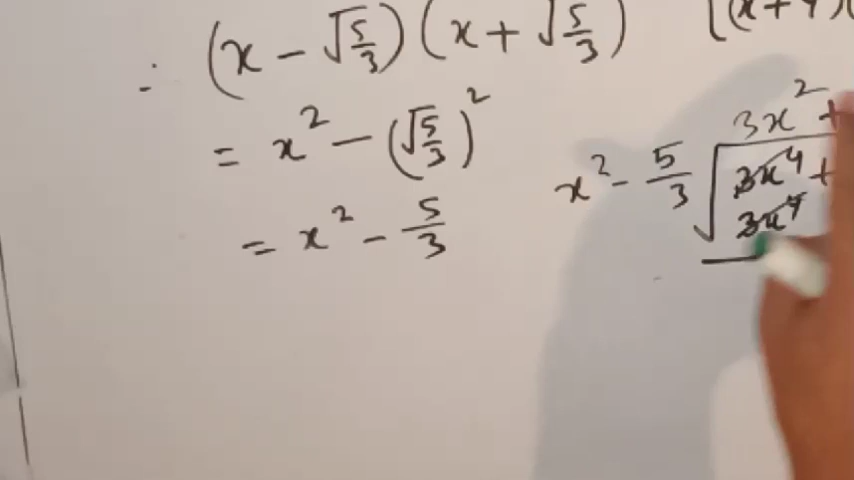 ∴ (x - √5/3) (x + √5/3)
= x² - (√5/3)²
= x² - 5/3
[(x+
3x² +
x² - 5/3 √ 3x⁴ +
3x⁴